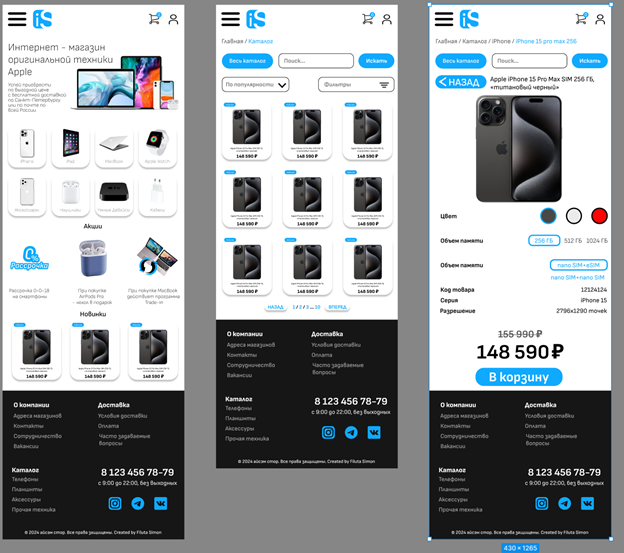 iS
2
Интернет - магазин
оригинальной техники
Apple
Успей приобрести
по выгодной цене
с бесплатной доставкой
по Санкт-Петербургу
или по почте по
всей России
iPhone
iPad
MacBook
Apple Watch
Аксессуары
Наушники
Умные девайсы
Кабели
Акции
0%
Рассрочка
Рассрочка 0-0-18
на смартфоны
При покупке
AirPods Pro
- чехол в подарок
При покупке MacBook
действует программа
Trade-in
Новинки
148 590 ₽
148 590 ₽
148 590 ₽
О компании
Доставка
Адреса магазинов
Условия доставки
Контакты
Оплата
Сотрудничество
Часто задаваемые
вопросы
Вакансии
Каталог
8 123 456 78-79
Телефоны
с 9:00 до 22:00, без выходных
Планшеты
Аксессуары
Прочая техника
© 2024 айсам стор. Все права защищены. Created by Filuta Simon
iS
Главная / Каталог
Весь каталог
Поиск...
Искать
По популярности
Фильтры
148 590 ₽
148 590 ₽
148 590 ₽
148 590 ₽
148 590 ₽
148 590 ₽
148 590 ₽
148 590 ₽
148 590 ₽
НАЗАД
1 / 2 / 3 ... 10
ВПЕРЕД
О компании
Доставка
Адреса магазинов
Условия доставки
Контакты
Оплата
Сотрудничество
Часто задаваемые
вопросы
Вакансии
Каталог
8 123 456 78-79
Телефоны
с 9:00 до 22:00, без выходных
Планшеты
Аксессуары
Прочая техника
© 2024 айсам стор. Все права защищены. Created by Filuta Simon
iS
Главная / Каталог / iPhone / iPhone 15 pro max 256
Весь каталог
Поиск...
Искать
НАЗАД
Apple iPhone 15 Pro Max SIM 256 ГБ,
«титановый черный»
Цвет
Объем памяти
256 ГБ
512 ГБ
1024 ГБ
Объем памяти
nano SIM+eSIM
nano SIM+nano SIM
Код товара
12124124
Серия
iPhone 15
Разрешение
2796x1290 точек
155 990 ₽
148 590 ₽
В корзину
О компании
Доставка
Адреса магазинов
Условия доставки
Контакты
Оплата
Сотрудничество
Часто задаваемые
вопросы
Вакансии
Каталог
8 123 456 78-79
Телефоны
с 9:00 до 22:00, без выходных
Планшеты
Аксессуары
Прочая техника
© 2024 айсам стор. Все права защищены. Created by Filuta Simon
430 × 1265